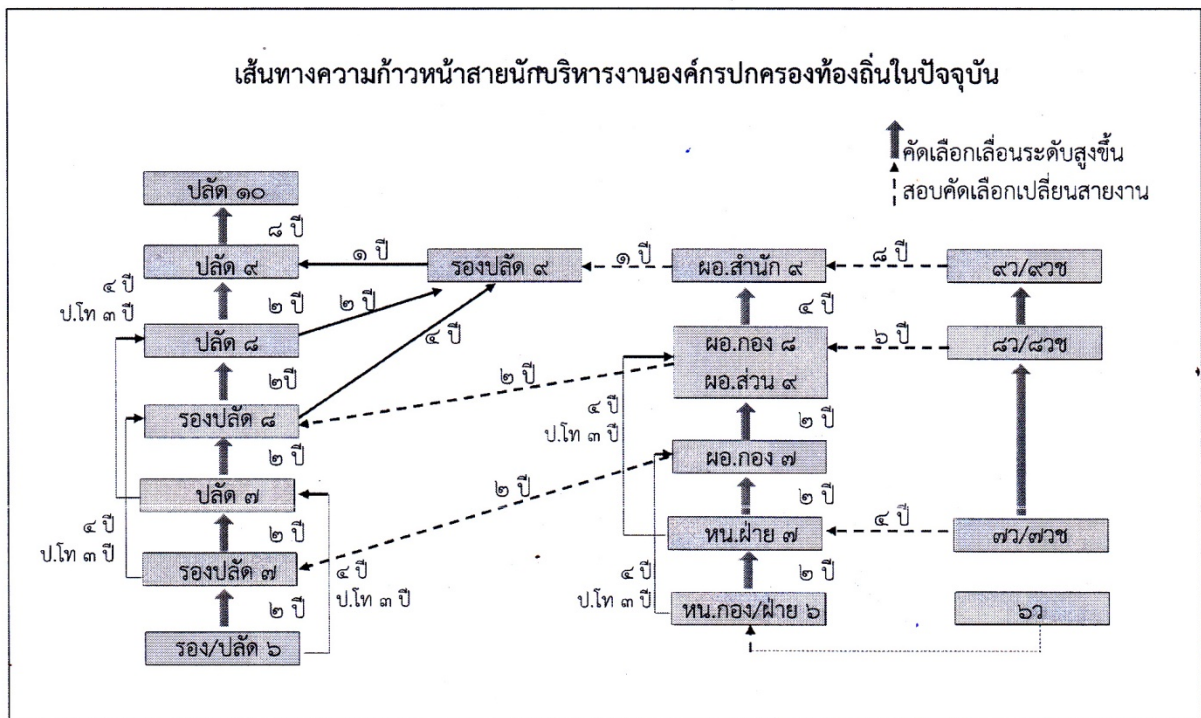 เส้นทางความก้าวหน้าสายนักบริหารงานองค์กรปกครองท้องถิ่นในปัจจุบัน
คัดเลือกเลื่อนระดับสูงขึ้น
สอบคัดเลือกเปลี่ยนสายงาน
ปลัด ๑๐
๘ ปี
ปลัด ๙
๑ ปี
รองปลัด ๙
๑ ปี
ผอ.สำนัก ๙
๘ ปี
๙ว/๙วช
๔ ปี
ป.โท ๓ ปี
๒ ปี
๒ ปี
๔ ปี
๔ ปี
ปลัด ๘
ผอ.กอง ๘
ผอ.ส่วน ๙
๖ ปี
๘ว/๘วช
๒ปี
๒ ปี
รองปลัด ๘
๔ ปี
ป.โท ๓ ปี
๒ ปี
๒ ปี
ผอ.กอง ๗
ปลัด ๗
๒ ปี
๒ ปี
๔ ปี
ป.โท ๓ ปี
๒ ปี
หน.ฝ่าย ๗
๔ ปี
๗ว/๗วช
รองปลัด ๗
๔ ปี
ป.โท ๓ ปี
๔ ปี
ป.โท ๓ ปี
๒ ปี
๒ ปี
หน.กอง/ฝ่าย ๖
๖ว
รอง/ปลัด ๖